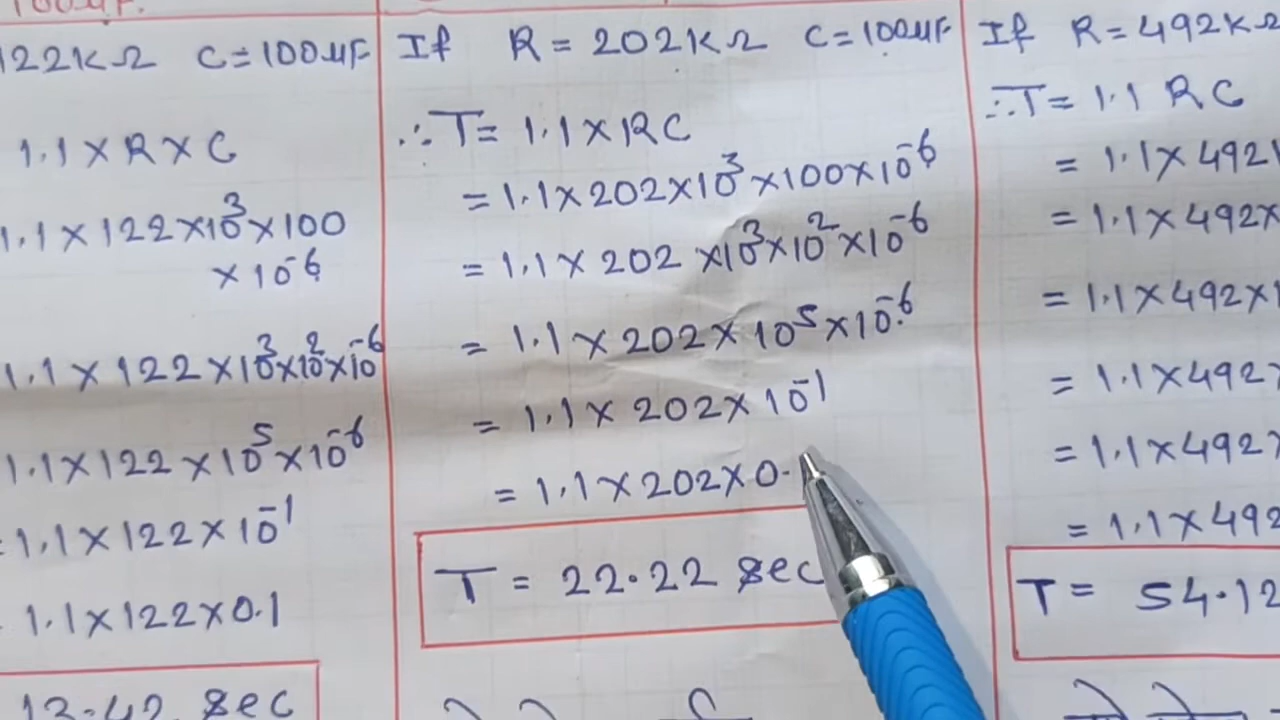 100μF.
122KΩ C=100μF
1.1×R×C
1.1×122×10³×100
×10⁻⁶
1.1×122×10³×10²×10⁻⁶
1.1×122×10⁵×10⁻⁶
=1.1×122×10⁻¹
1.1×122×0.1
13.42 sec
If R=202KΩ C=100μF
∴T=1.1×RC
=1.1×202×10³×100×10⁻⁶
=1.1×202×10³×10²×10⁻⁶
=1.1×202×10⁵×10⁻⁶
=1.1×202×10⁻¹
=1.1×202×0.
T=22.22 sec
If R=492KΩ
∴T=1.1 RC
=1.1×492
=1.1×492×
=1.1×492×1
=1.1×492×
=1.1×492×
=1.1×492
T=54.12